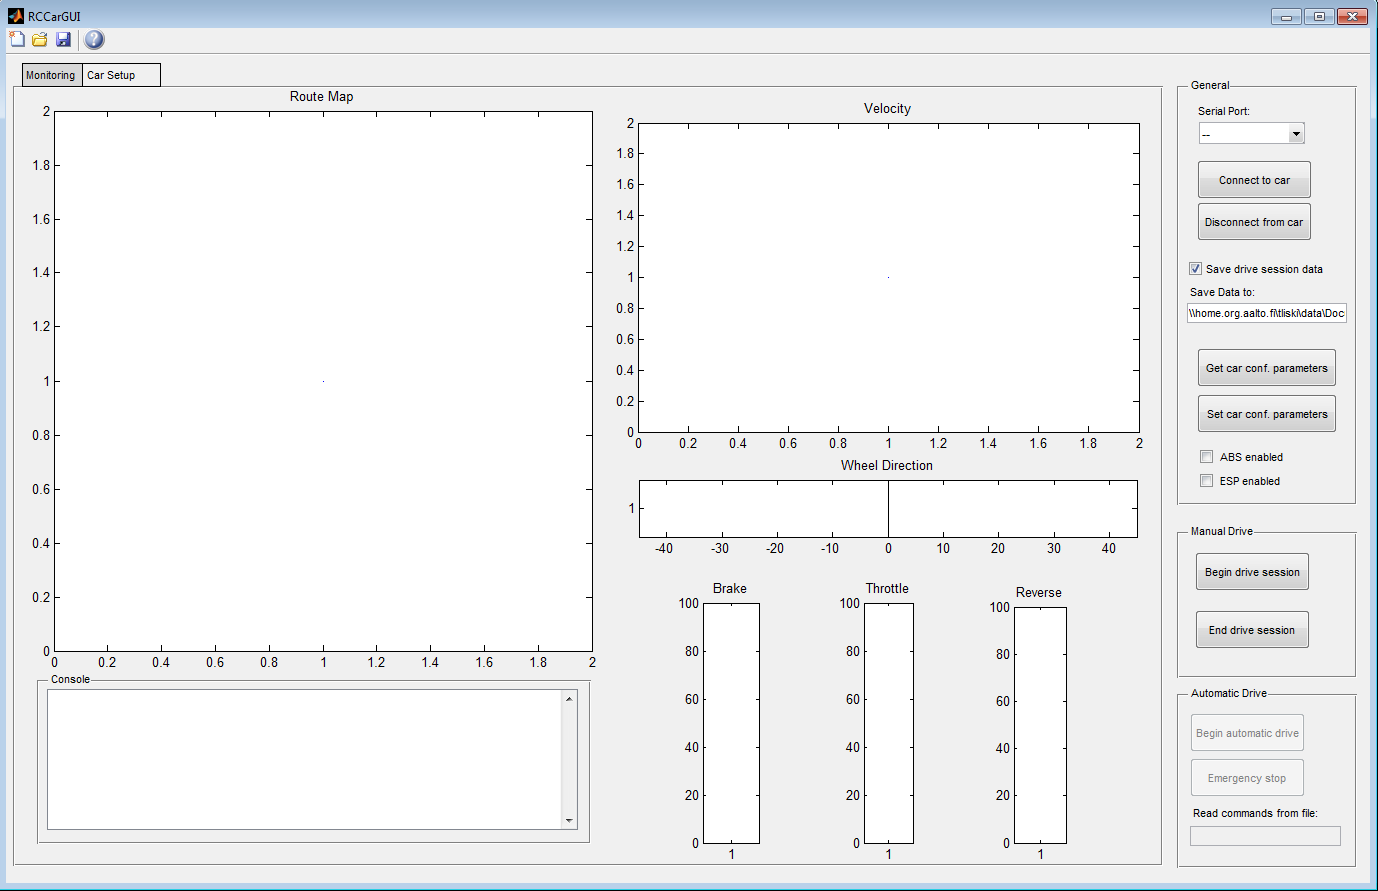 RCCarGUI
Monitoring
Car Setup
Route Map
2
1.8
1.6
1.4
1.2
1
0.8
0.6
0.4
0.2
0
0 0.2 0.4 0.6 0.8 1 1.2 1.4 1.6 1.8 2
Console
Velocity
2
1.8
1.6
1.4
1.2
1
0.8
0.6
0.4
0.2
0
0 0.2 0.4 0.6 0.8 1 1.2 1.4 1.6 1.8 2
Wheel Direction
1
-40 -30 -20 -10 0 10 20 30 40
Brake
100
80
60
40
20
0
1
Throttle
100
80
60
40
20
0
1
Reverse
100
80
60
40
20
0
1
General
Serial Port:
--
Connect to car
Disconnect from car
Save drive session data
Save Data to:
\\home.org.aalto.fi\tliski\data\Doc
Get car conf. parameters
Set car conf. parameters
ABS enabled
ESP enabled
Manual Drive
Begin drive session
End drive session
Automatic Drive
Begin automatic drive
Emergency stop
Read commands from file: